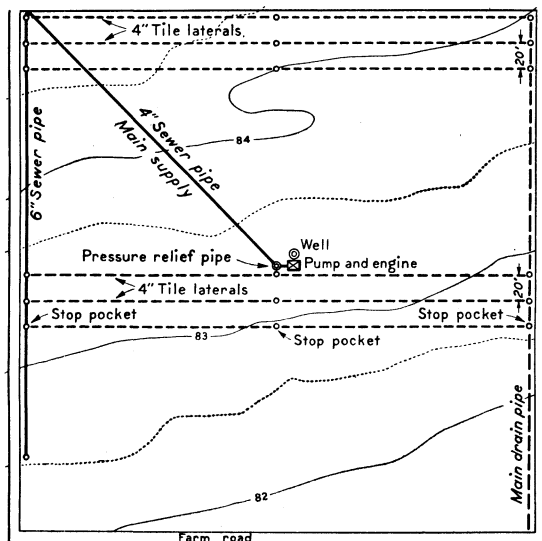 4" Tile laterals.
20'
6" Sewer pipe
4" Sewer pipe
Main supply
84
Well
Pressure relief pipe
Pump and engine
4" Tile laterals
20'
Stop pocket
Stop pocket
83
Stop pocket
Main drain pipe
82
Farm road